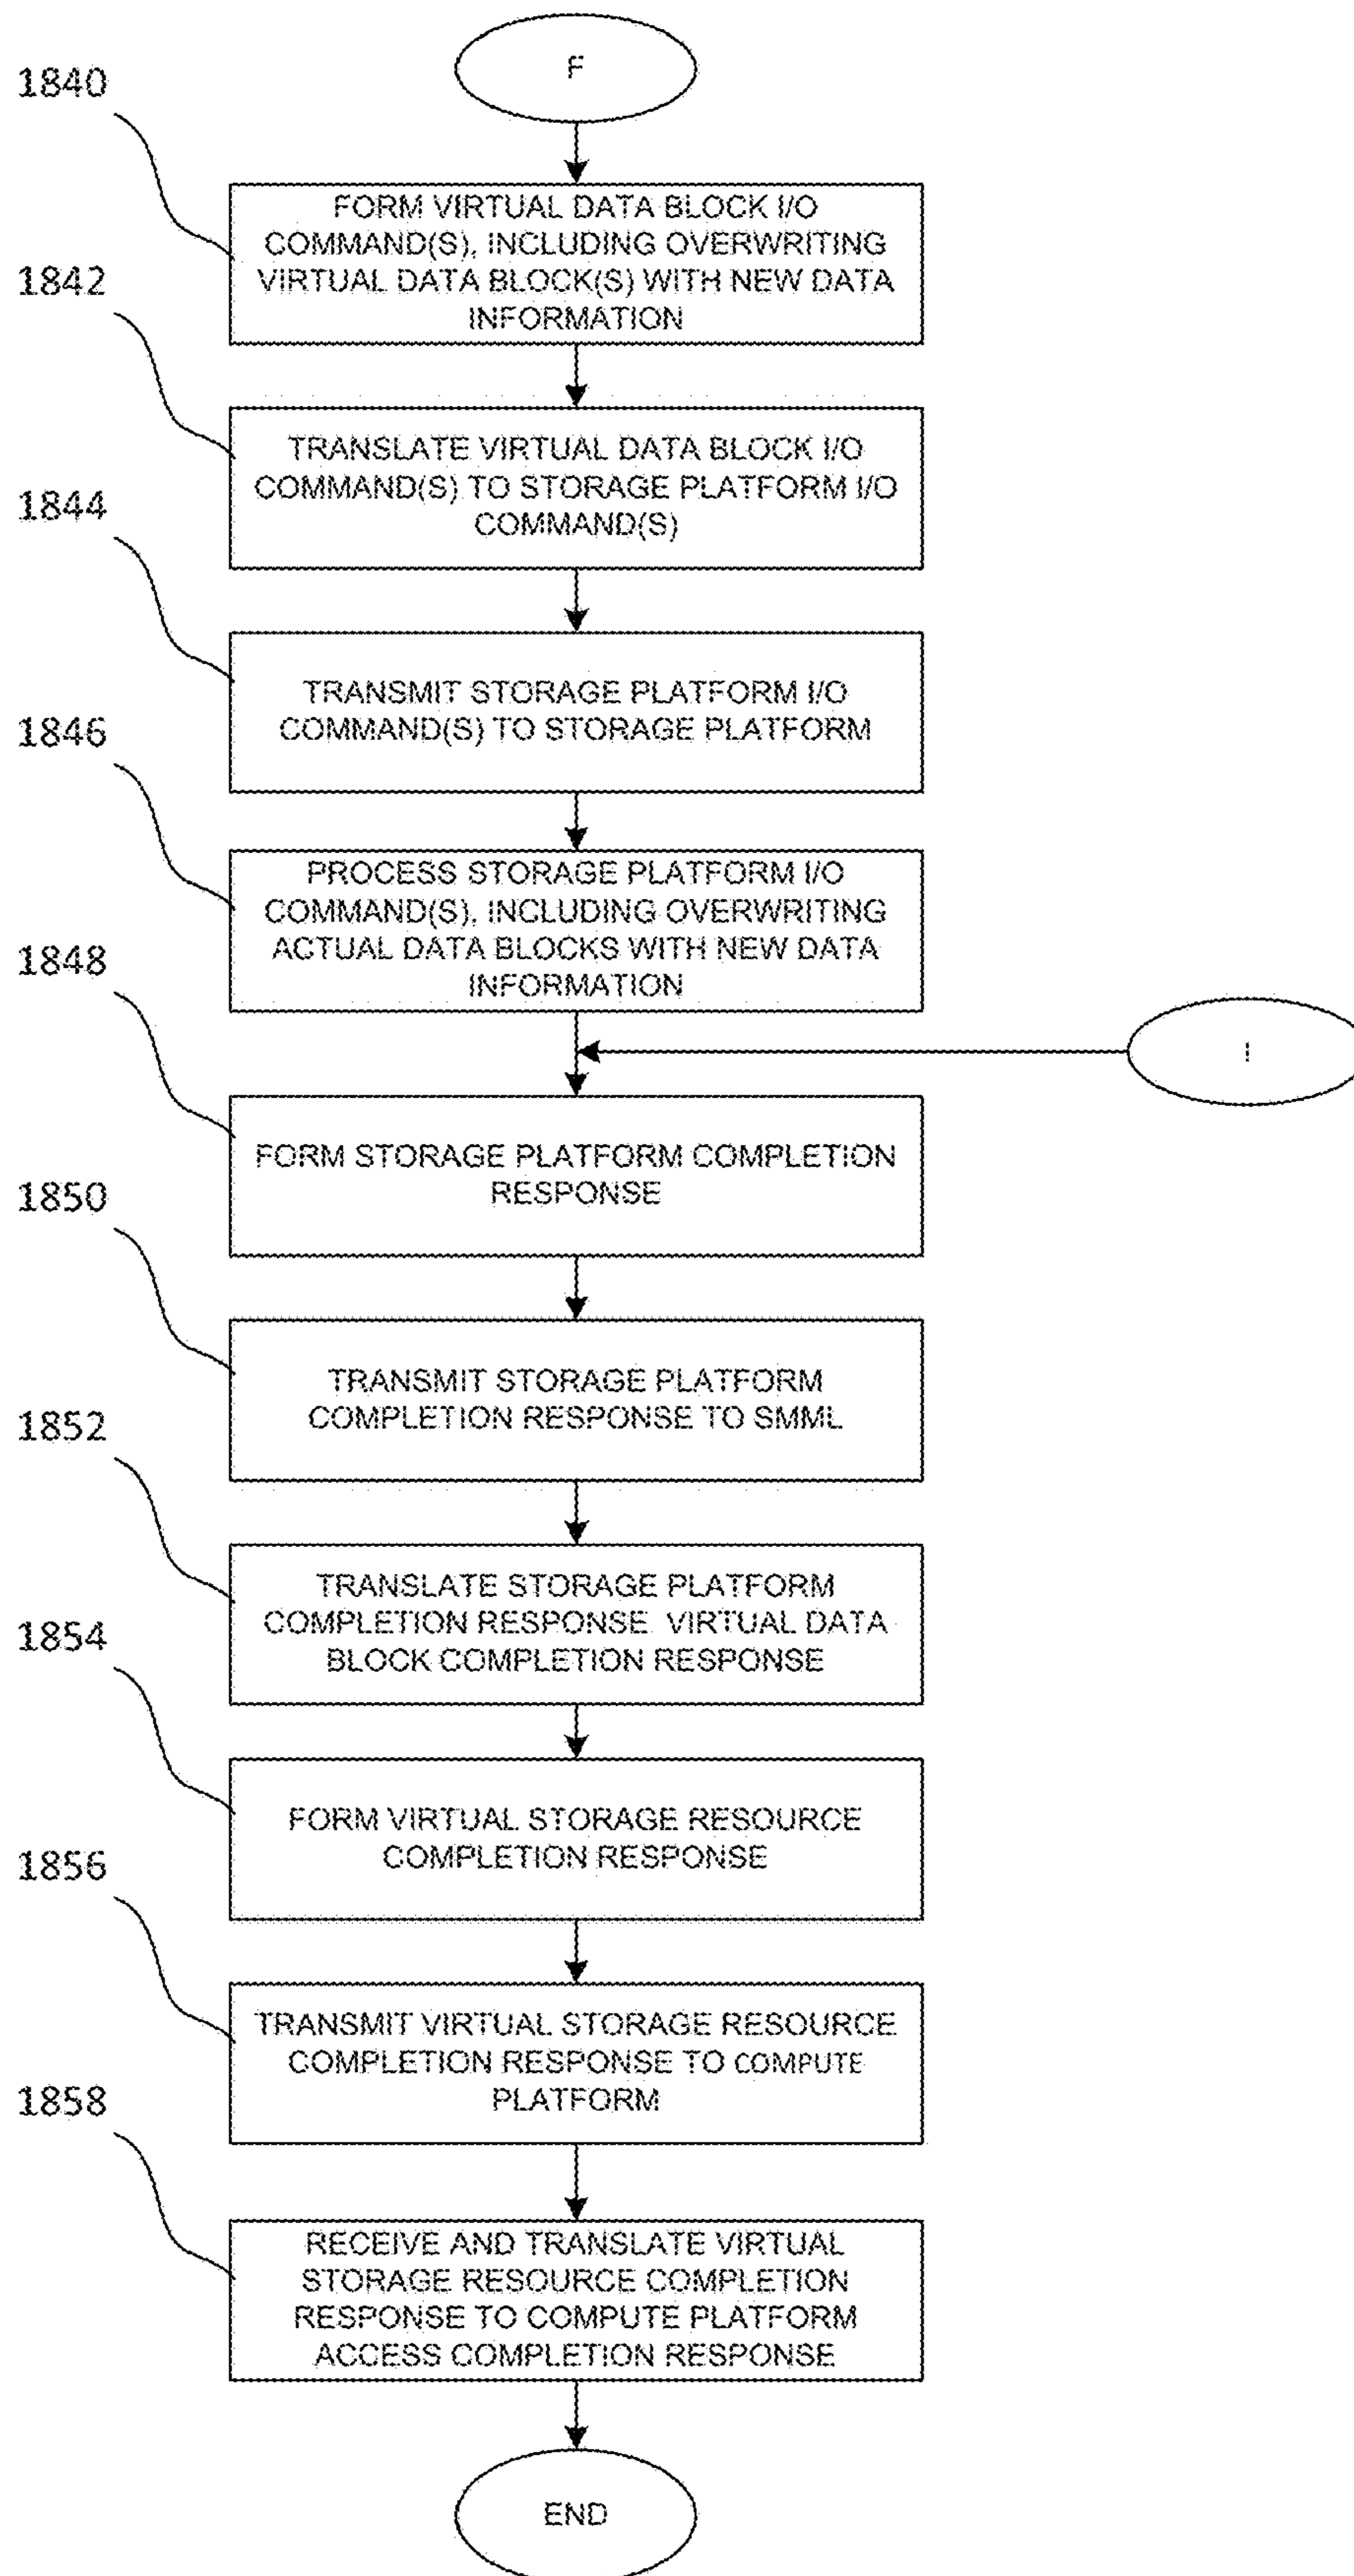 F
1840
FORM VIRTUAL DATA BLOCK I/O
COMMAND(S), INCLUDING OVERWRITING
VIRTUAL DATA BLOCK(S) WITH NEW DATA
INFORMATION
1842
TRANSLATE VIRTUAL DATA BLOCK I/O
COMMAND(S) TO STORAGE PLATFORM I/O
COMMAND(S)
1844
TRANSMIT STORAGE PLATFORM I/O
COMMAND(S) TO STORAGE PLATFORM
1846
PROCESS STORAGE PLATFORM I/O
COMMAND(S), INCLUDING OVERWRITING
ACTUAL DATA BLOCKS WITH NEW DATA
INFORMATION
I
1848
FORM STORAGE PLATFORM COMPLETION
RESPONSE
1850
TRANSMIT STORAGE PLATFORM
COMPLETION RESPONSE TO SMML
1852
TRANSLATE STORAGE PLATFORM
COMPLETION RESPONSE VIRTUAL DATA
BLOCK COMPLETION RESPONSE
1854
FORM VIRTUAL STORAGE RESOURCE
COMPLETION RESPONSE
1856
TRANSMIT VIRTUAL STORAGE RESOURCE
COMPLETION RESPONSE TO COMPUTE
PLATFORM
1858
RECEIVE AND TRANSLATE VIRTUAL
STORAGE RESOURCE COMPLETION
RESPONSE TO COMPUTE PLATFORM
ACCESS COMPLETION RESPONSE
END